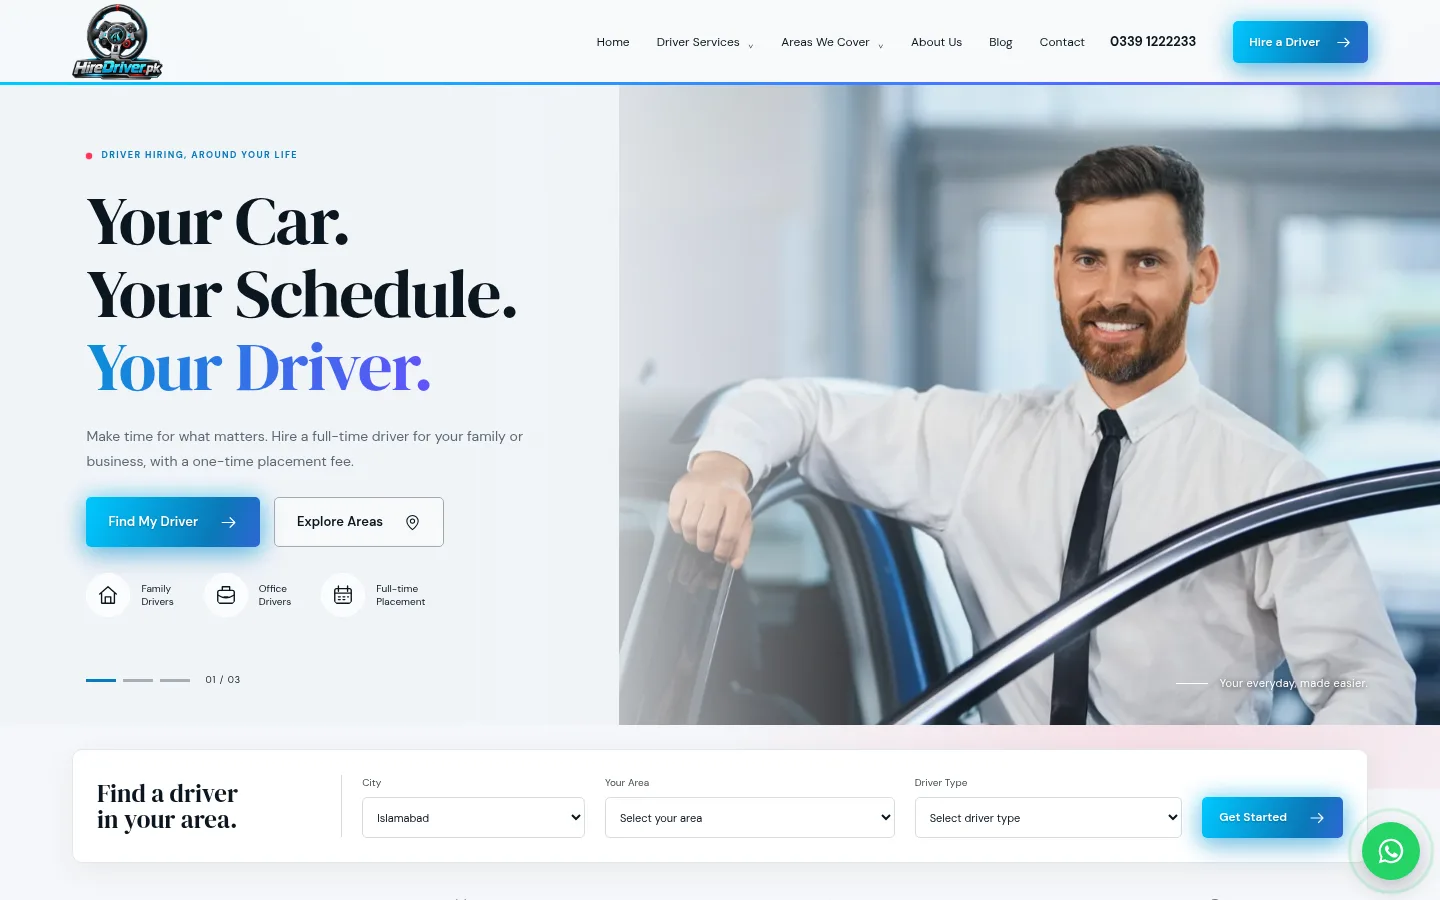 HireDriver.pk
Home
Driver Services
Areas We Cover
About Us
Blog
Contact
0339 1222233
Hire a Driver
DRIVER HIRING, AROUND YOUR LIFE
Your Car.
Your Schedule.
Your Driver.
Make time for what matters. Hire a full-time driver for your family or
business, with a one-time placement fee.
Find My Driver
Explore Areas
Family
Drivers
Office
Drivers
Full-time
Placement
01 / 03
Your everyday, made easier.
Find a driver
in your area.
City
Islamabad
Your Area
Select your area
Driver Type
Select driver type
Get Started